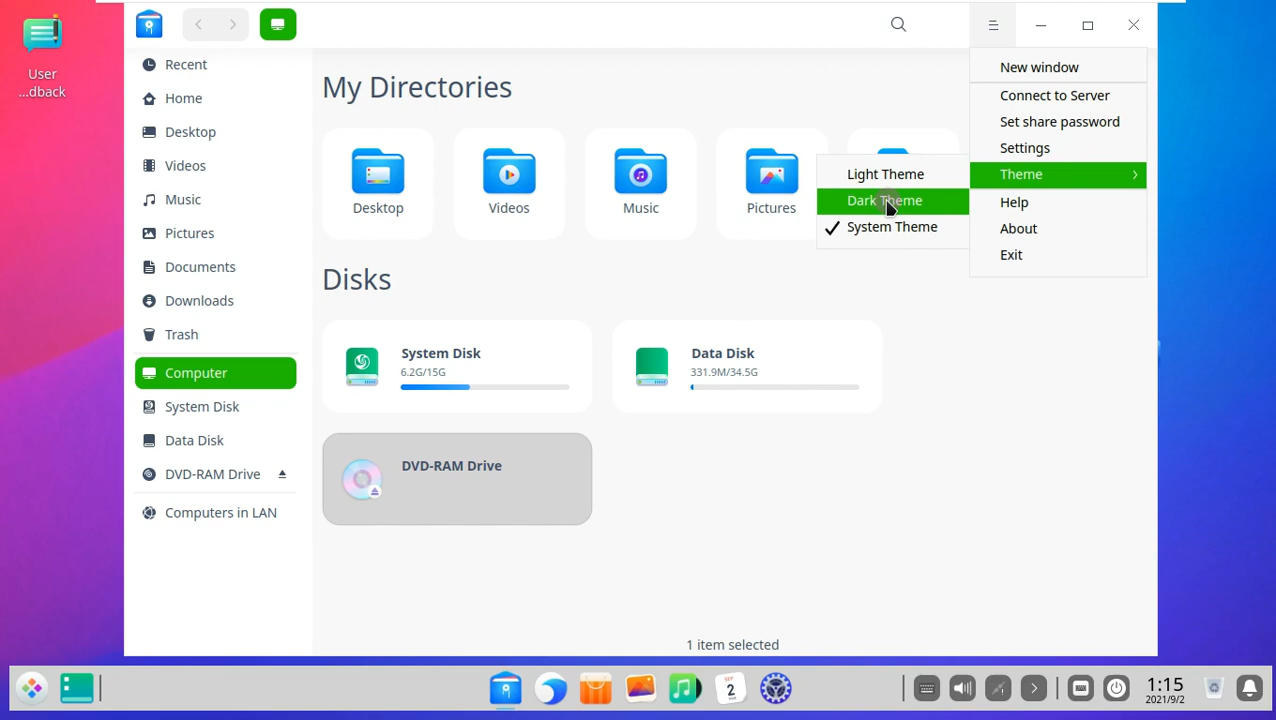 User
...dback
Recent
Home
Desktop
Videos
Music
Pictures
Documents
Downloads
Trash
Computer
System Disk
Data Disk
DVD-RAM Drive
Computers in LAN
My Directories
Desktop
Videos
Music
Pictures
Disks
System Disk
6.2G/15G
Data Disk
331.9M/34.5G
DVD-RAM Drive
1 item selected
New window
Connect to Server
Set share password
Settings
Theme
Help
About
Exit
Light Theme
Dark Theme
System Theme
2
1:15
2021/9/2